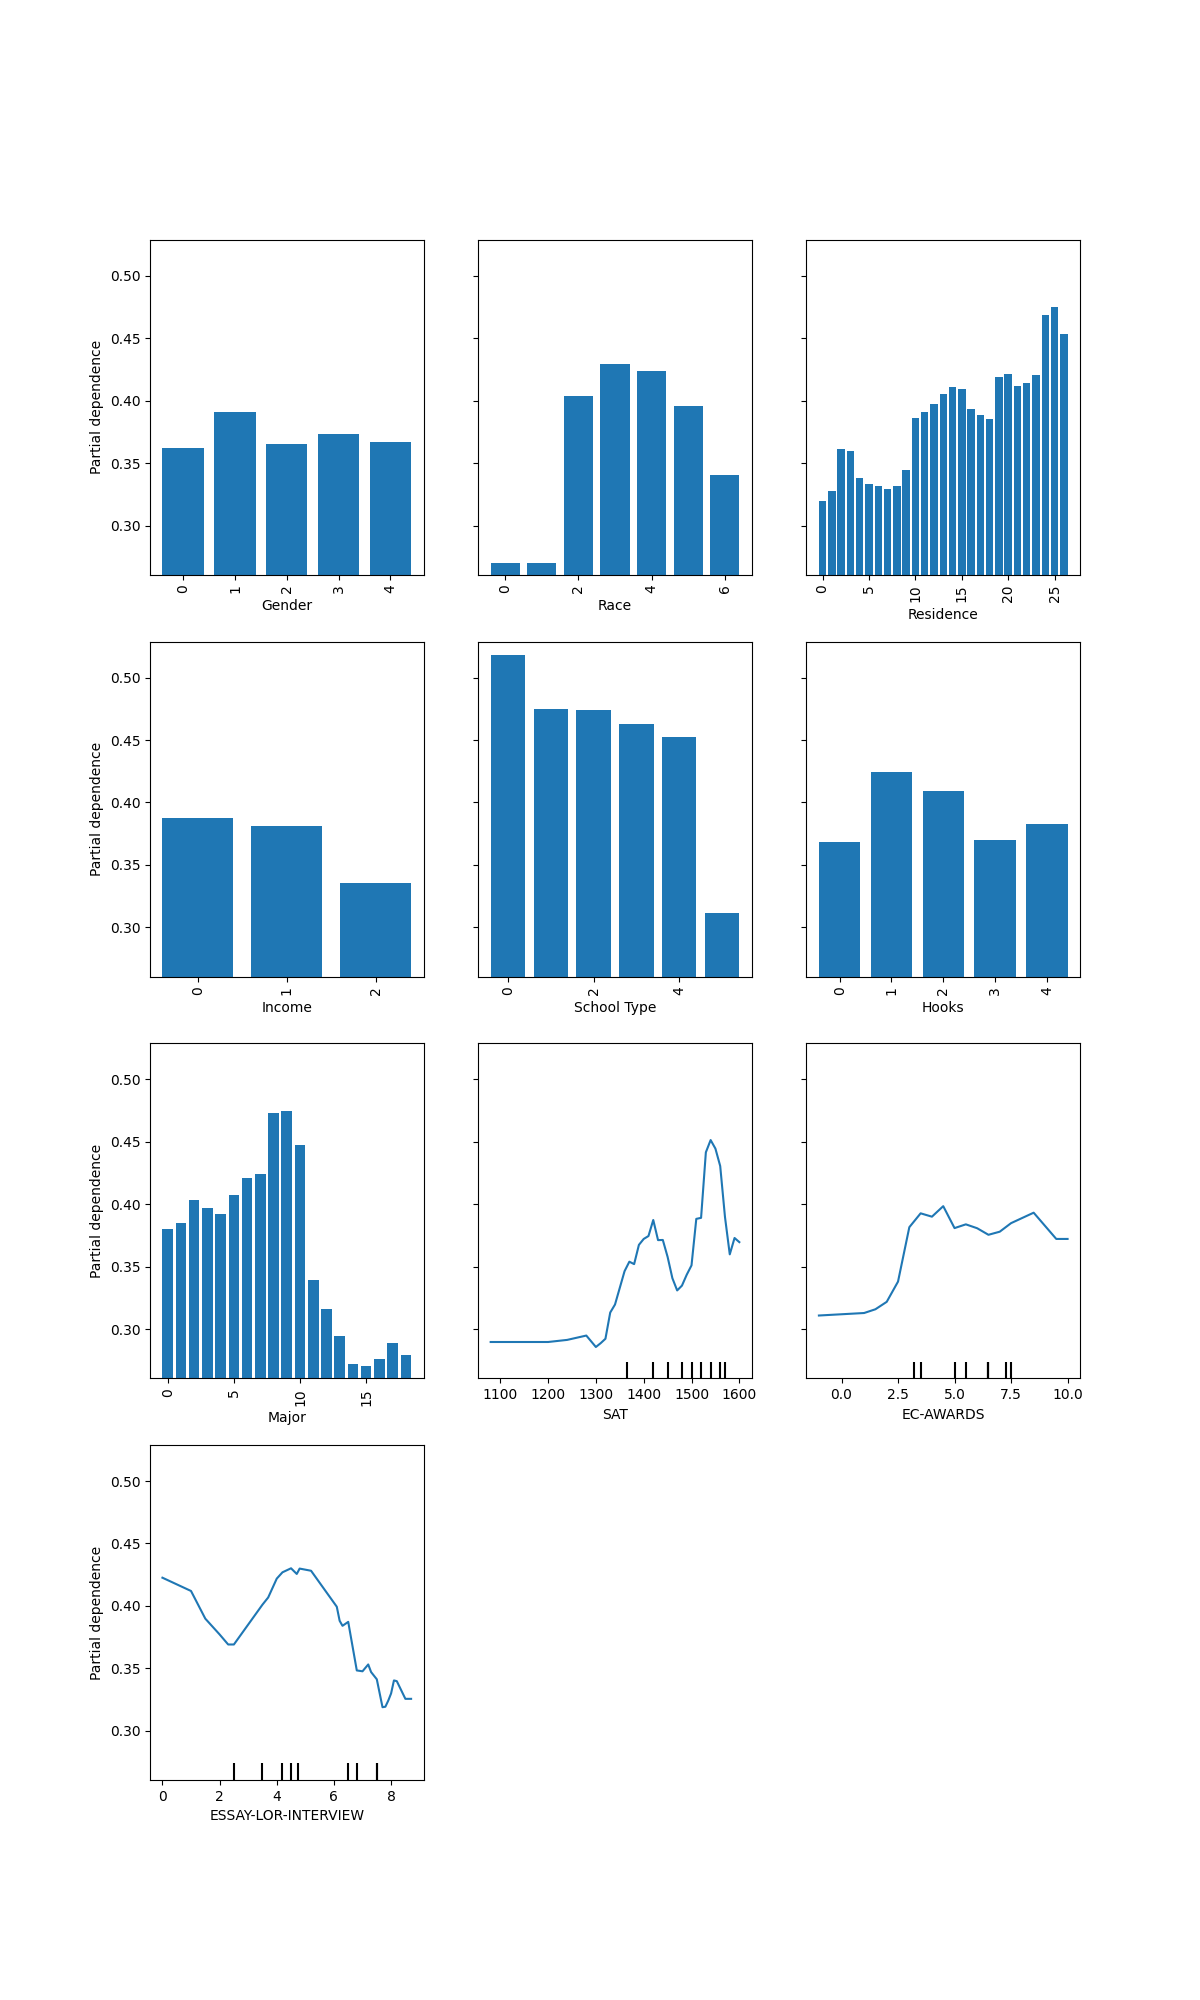 0.50
0.45
0.40
0.35
0.30
Partial dependence
0 1 2 3 4
Gender
0 2 4 6
Race
0 5 10 15 20 25
Residence
0.50
0.45
0.40
0.35
0.30
Partial dependence
0 1 2
Income
0 2 4
School Type
0 1 2 3 4
Hooks
0.50
0.45
0.40
0.35
0.30
Partial dependence
0 5 10 15
Major
1100 1200 1300 1400 1500 1600
SAT
0.0 2.5 5.0 7.5 10.0
EC-AWARDS
0.50
0.45
0.40
0.35
0.30
Partial dependence
0 2 4 6 8
ESSAY-LOR-INTERVIEW